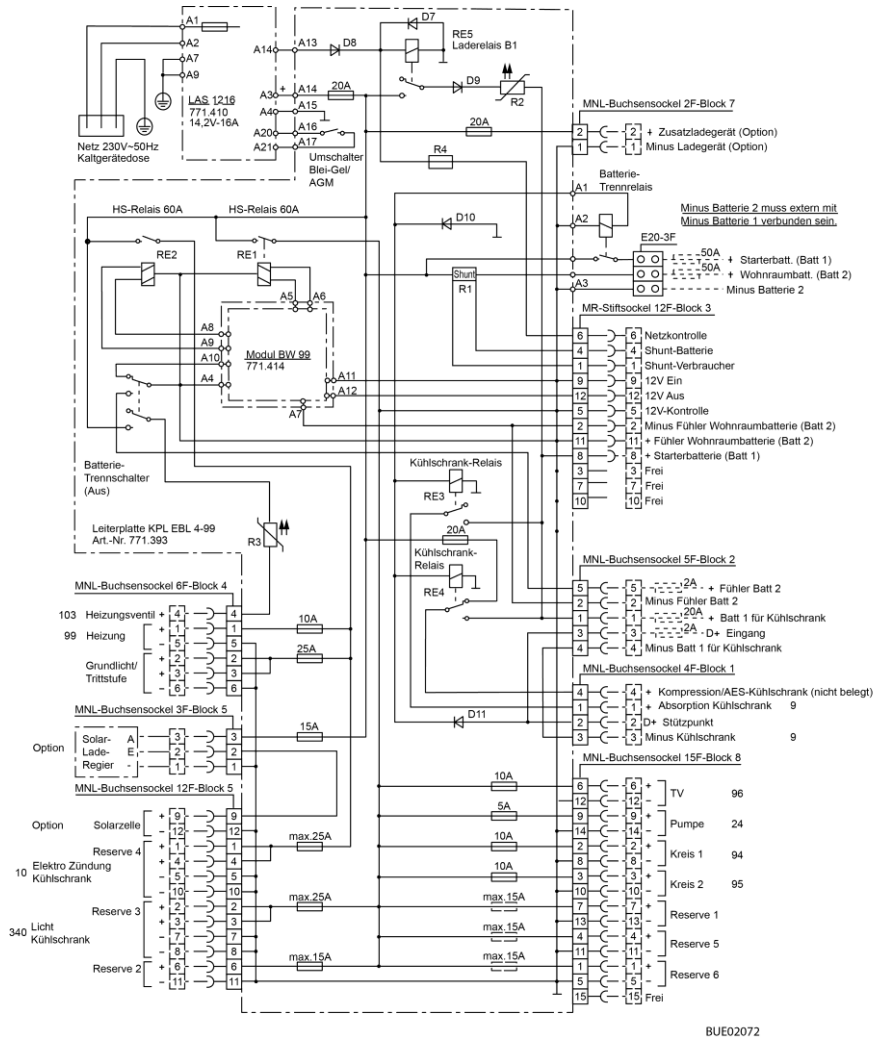 A1
A2
A7
A9
LAS 1216
771.410
14,2V-16A
A14
A3
+
A4
A20
A21
A13
A14
A15
A16
A17
Netz 230V~50Hz
Kaltgerätedose
D8
D7
RE5
Laderelais B1
20A
D9
R2
Umschalter
Blei-Gel/
AGM
MNL-Buchsensockel 2F-Block 7
20A
2 2 + Zusatzladegerät (Option)
1 1 Minus Ladegerät (Option)
R4
Batterie-
Trennrelais
A1
A2
Minus Batterie 2 muss extern mit
Minus Batterie 1 verbunden sein.
D10
E20-3F
50A + Starterbatt. (Batt 1)
50A + Wohnraumbatt. (Batt 2)
A3 Minus Batterie 2
HS-Relais 60A
HS-Relais 60A
RE2
RE1
A5
A6
Shunt
R1
A8
A9
A10
A4
Modul BW 99
771.414
A11
A12
A7
MR-Stiftsockel 12F-Block 3
6 6 Netzkontrolle
4 4 Shunt-Batterie
1 1 Shunt-Verbraucher
9 9 12V Ein
12 12 12V Aus
5 5 12V-Kontrolle
2 2 Minus Fühler Wohnraumbatterie (Batt 2)
11 11 + Fühler Wohnraumbatterie (Batt 2)
8 8 + Starterbatterie (Batt 1)
3 3 Frei
7 7 Frei
10 10 Frei
Batterie-
Trennschalter
(Aus)
Kühlschrank-Relais
RE3
20A
Kühlschrank-
Relais
RE4
Leiterplatte KPL EBL 4-99
Art.-Nr. 771.393
R3
MNL-Buchsensockel 5F-Block 2
5 5 2A + Fühler Batt 2
2 2 Minus Fühler Batt 2
1 1 20A + Batt 1 für Kühlschrank
3 3 2A D+ Eingang
4 4 Minus Batt 1 für Kühlschrank
MNL-Buchsensockel 6F-Block 4
103 Heizungsventil + 4 4
99 Heizung + 1 1 10A
- 5 5
Grundlicht/
Trittstufe
+ 2 2 25A
+ 3 3
- 6 6
MNL-Buchsensockel 4F-Block 1
4 4 + Kompression/AES-Kühlschrank (nicht belegt)
1 1 + Absorption Kühlschrank 9
D11 2 2 D+ Stützpunkt
3 3 Minus Kühlschrank 9
MNL-Buchsensockel 3F-Block 5
Option
Solar-
Lade-
Regler
A 3 3 15A
E 2 2
- 1 1
MNL-Buchsensockel 12F-Block 5
Option Solarzelle + 9 9
- 12 12
Reserve 4 + 1 1 max.25A
+ 4 4
10 Elektro Zündung
Kühlschrank
- 5 5
- 10 10
Reserve 3 + 2 2 max.25A
+ 3 3
340 Licht
Kühlschrank
- 7 7
- 8 8
Reserve 2 + 6 6 max.15A
- 11 11
MNL-Buchsensockel 15F-Block 8
10A 6 6 + TV 96
12 12 -
5A 9 9 + Pumpe 24
14 14 -
10A 2 2 + Kreis 1 94
8 8 -
10A 3 3 + Kreis 2 95
10 10 -
max.15A 7 7 + Reserve 1
13 13 -
max.15A 4 4 + Reserve 5
11 11 -
max.15A 1 1 + Reserve 6
5 5 -
15 15 Frei
BUE02072